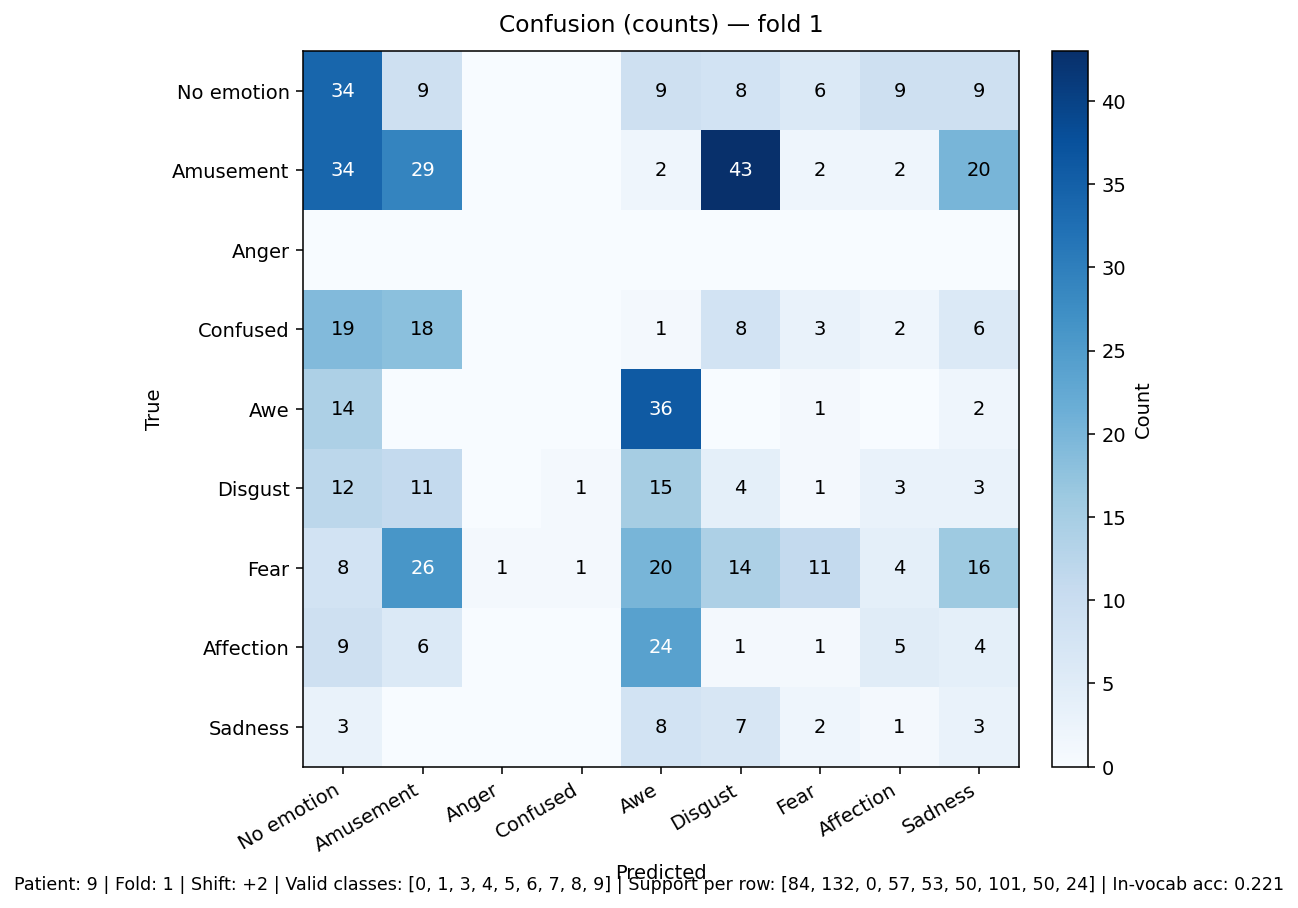 Confusion (counts) — fold 1
No emotion 34 9 9 8 6 9 9
Amusement 34 29 2 43 2 2 20
Anger
Confused 19 18 1 8 3 2 6
Awe 14 36 1 2
Disgust 12 11 1 15 4 1 3 3
Fear 8 26 1 1 20 14 11 4 16
Affection 9 6 24 1 1 5 4
Sadness 3 8 7 2 1 3
True
No emotion Amusement Anger Confused Awe Disgust Fear Affection Sadness
Predicted
40
35
30
25
20
15
10
5
0
Count
Patient: 9 | Fold: 1 | Shift: +2 | Valid classes: [0, 1, 3, 4, 5, 6, 7, 8, 9] | Support per row: [84, 132, 0, 57, 53, 50, 101, 50, 24] | In-vocab acc: 0.221